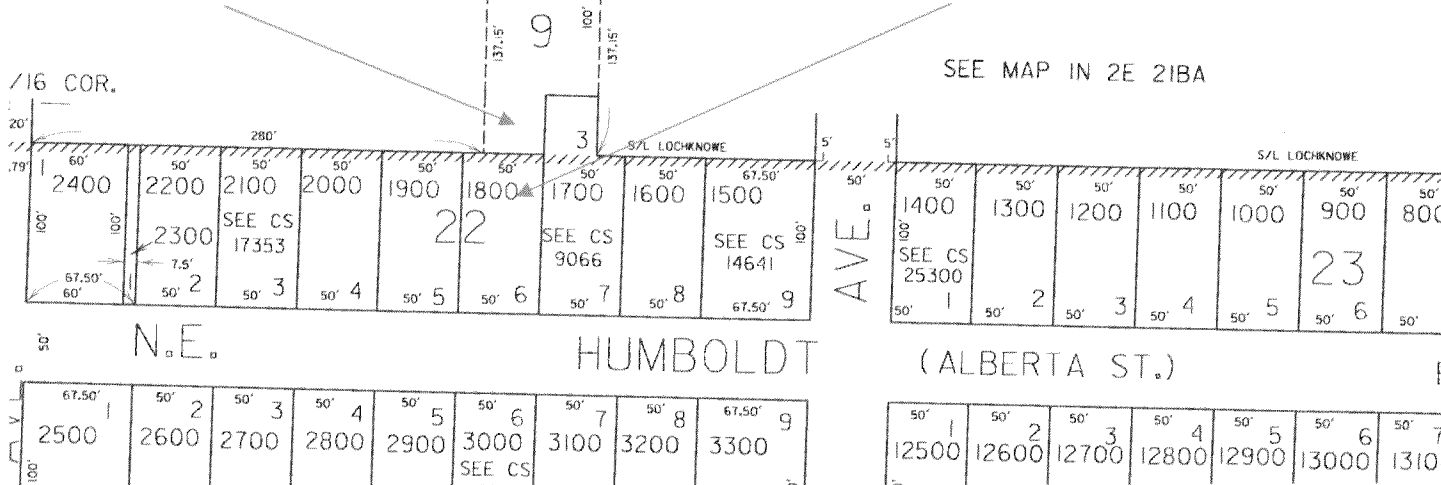 9
137.15'
100'
137.15'
SEE MAP IN 2E 21BA
/16 COR.
20'
.79'
280'
3
S/L LOCHKNOWE
5'
5'
S/L LOCHKNOWE
60' 50' 50' 50' 50' 50' 50' 50' 67.50' 50' 50' 50' 50' 50' 50' 50' 50'
1
2400 2200 2100 2000 1900 1800 1700 1600 1500 1400 1300 1200 1100 1000 900 800
100' 100' 2300 SEE CS 17353 22 SEE CS 9066 SEE CS 14641 100' AVE. 100' SEE CS 25300 23
7.5'
67.50'
60' 50' 2 50' 3 50' 4 50' 5 50' 6 50' 7 50' 8 67.50' 9 50' 1 50' 2 50' 3 50' 4 50' 5 50' 6 50'
50' N.E. HUMBOLDT (ALBERTA ST.)
67.50' 1 50' 2 50' 3 50' 4 50' 5 50' 6 50' 7 50' 8 67.50' 9 50' 1 50' 2 50' 3 50' 4 50' 5 50' 6 50' 7
2500 2600 2700 2800 2900 3000 3100 3200 3300 12500 12600 12700 12800 12900 13000 1310
100' SEE CS